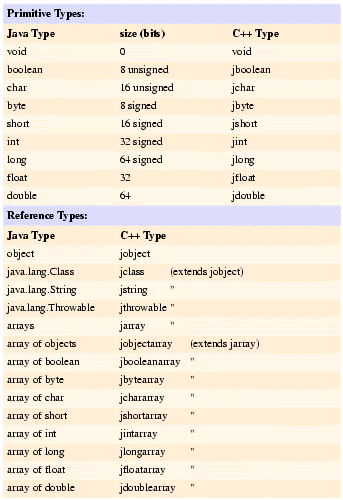 Primitive Types:
Java Type size (bits) C++ Type
void 0 void
boolean 8 unsigned jboolean
char 16 unsigned jchar
byte 8 signed jbyte
short 16 signed jshort
int 32 signed jint
long 64 signed jlong
float 32 jfloat
double 64 jdouble
Reference Types:
Java Type C++ Type
object jobject
java.lang.Class jclass (extends jobject)
java.lang.String jstring "
java.lang.Throwable jthrowable "
arrays jarray "
array of objects jobjectarray (extends jarray)
array of boolean jbooleanarray "
array of byte jbytearray "
array of char jchararray "
array of short jshortarray "
array of int jintarray "
array of long jlongarray "
array of float jfloatarray "
array of double jdoublearray "